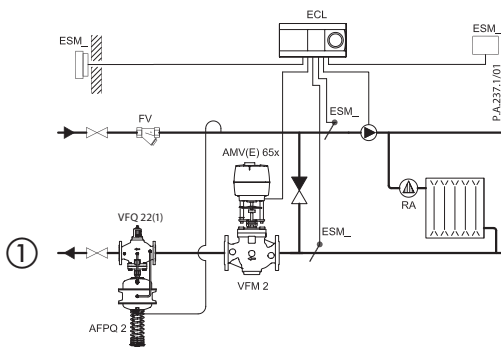 ECL
ESM_
ESM_
P.A.237.1/01
FV
ESM_
AMV(E) 65x
RA
VFQ 22(1)
ESM_
1
VFM 2
AFPQ 2